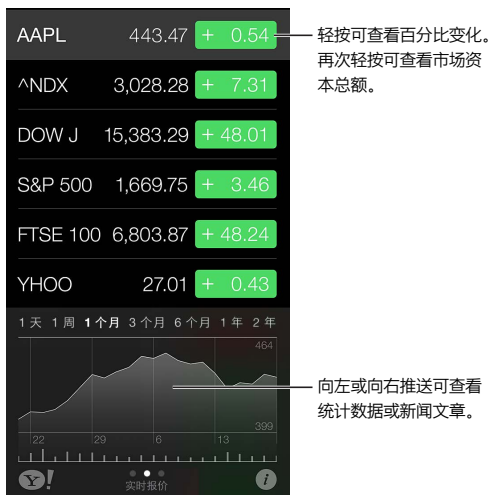 AAPL 443.47 + 0.54
轻按可查看百分比变化。
再次轻按可查看市场资
本总额。
^NDX 3,028.28 + 7.31
DOW J 15,383.29 + 48.01
S&P 500 1,669.75 + 3.46
FTSE 100 6,803.87 + 48.24
YHOO 27.01 + 0.43
1 天 1 周 1 个月 3 个月 6 个月 1 年 2 年
464
向左或向右推送可查看
统计数据或新闻文章。
399
22 29 6 13
Y!
实时报价
i